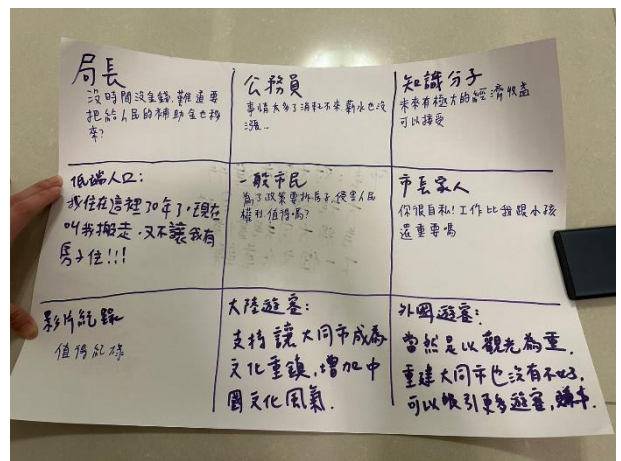 局長
沒時間沒金錢.難道要
把給人民的補助金也移
來?
公務員
事情太多了消耗不來薪水也沒
漲..
知識分子
未來有極大的經濟收益
可以接受
低端人口:
我住在這裡30年了.現在
叫我搬走.又不讓我有
房子住!!!
一般市民
為了政策要拆房子,侵害人民
權利值得嗎?
市長家人
你很自私!工作比我跟小孩
還重要嗎
影片紀錄
值得紀錄
大陸遊客:
支持讓大同市成為
文化重鎮,增加中
國文化風氣.
外國遊客:
當然是以觀光為重.
重建大同市也沒有不好,
可以吸引更多遊客,賺